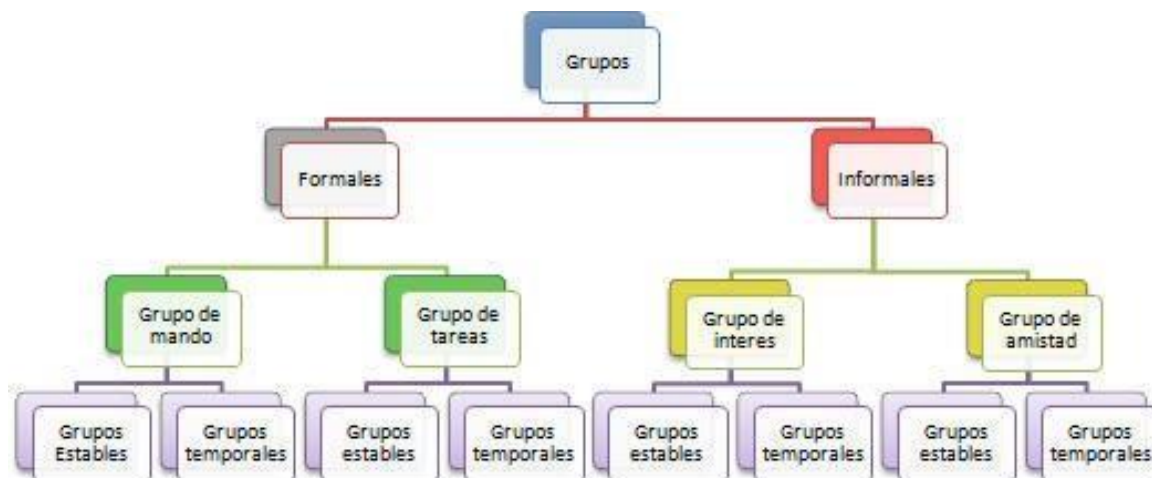 Grupos
Formales
Informales
Grupo de
mando
Grupo de
tareas
Grupo de
interes
Grupo de
amistad
Grupos
Estables
Grupos
temporales
Grupos
estables
Grupos
temporales
Grupos
estables
Grupos
temporales
Grupos
estables
Grupos
temporales